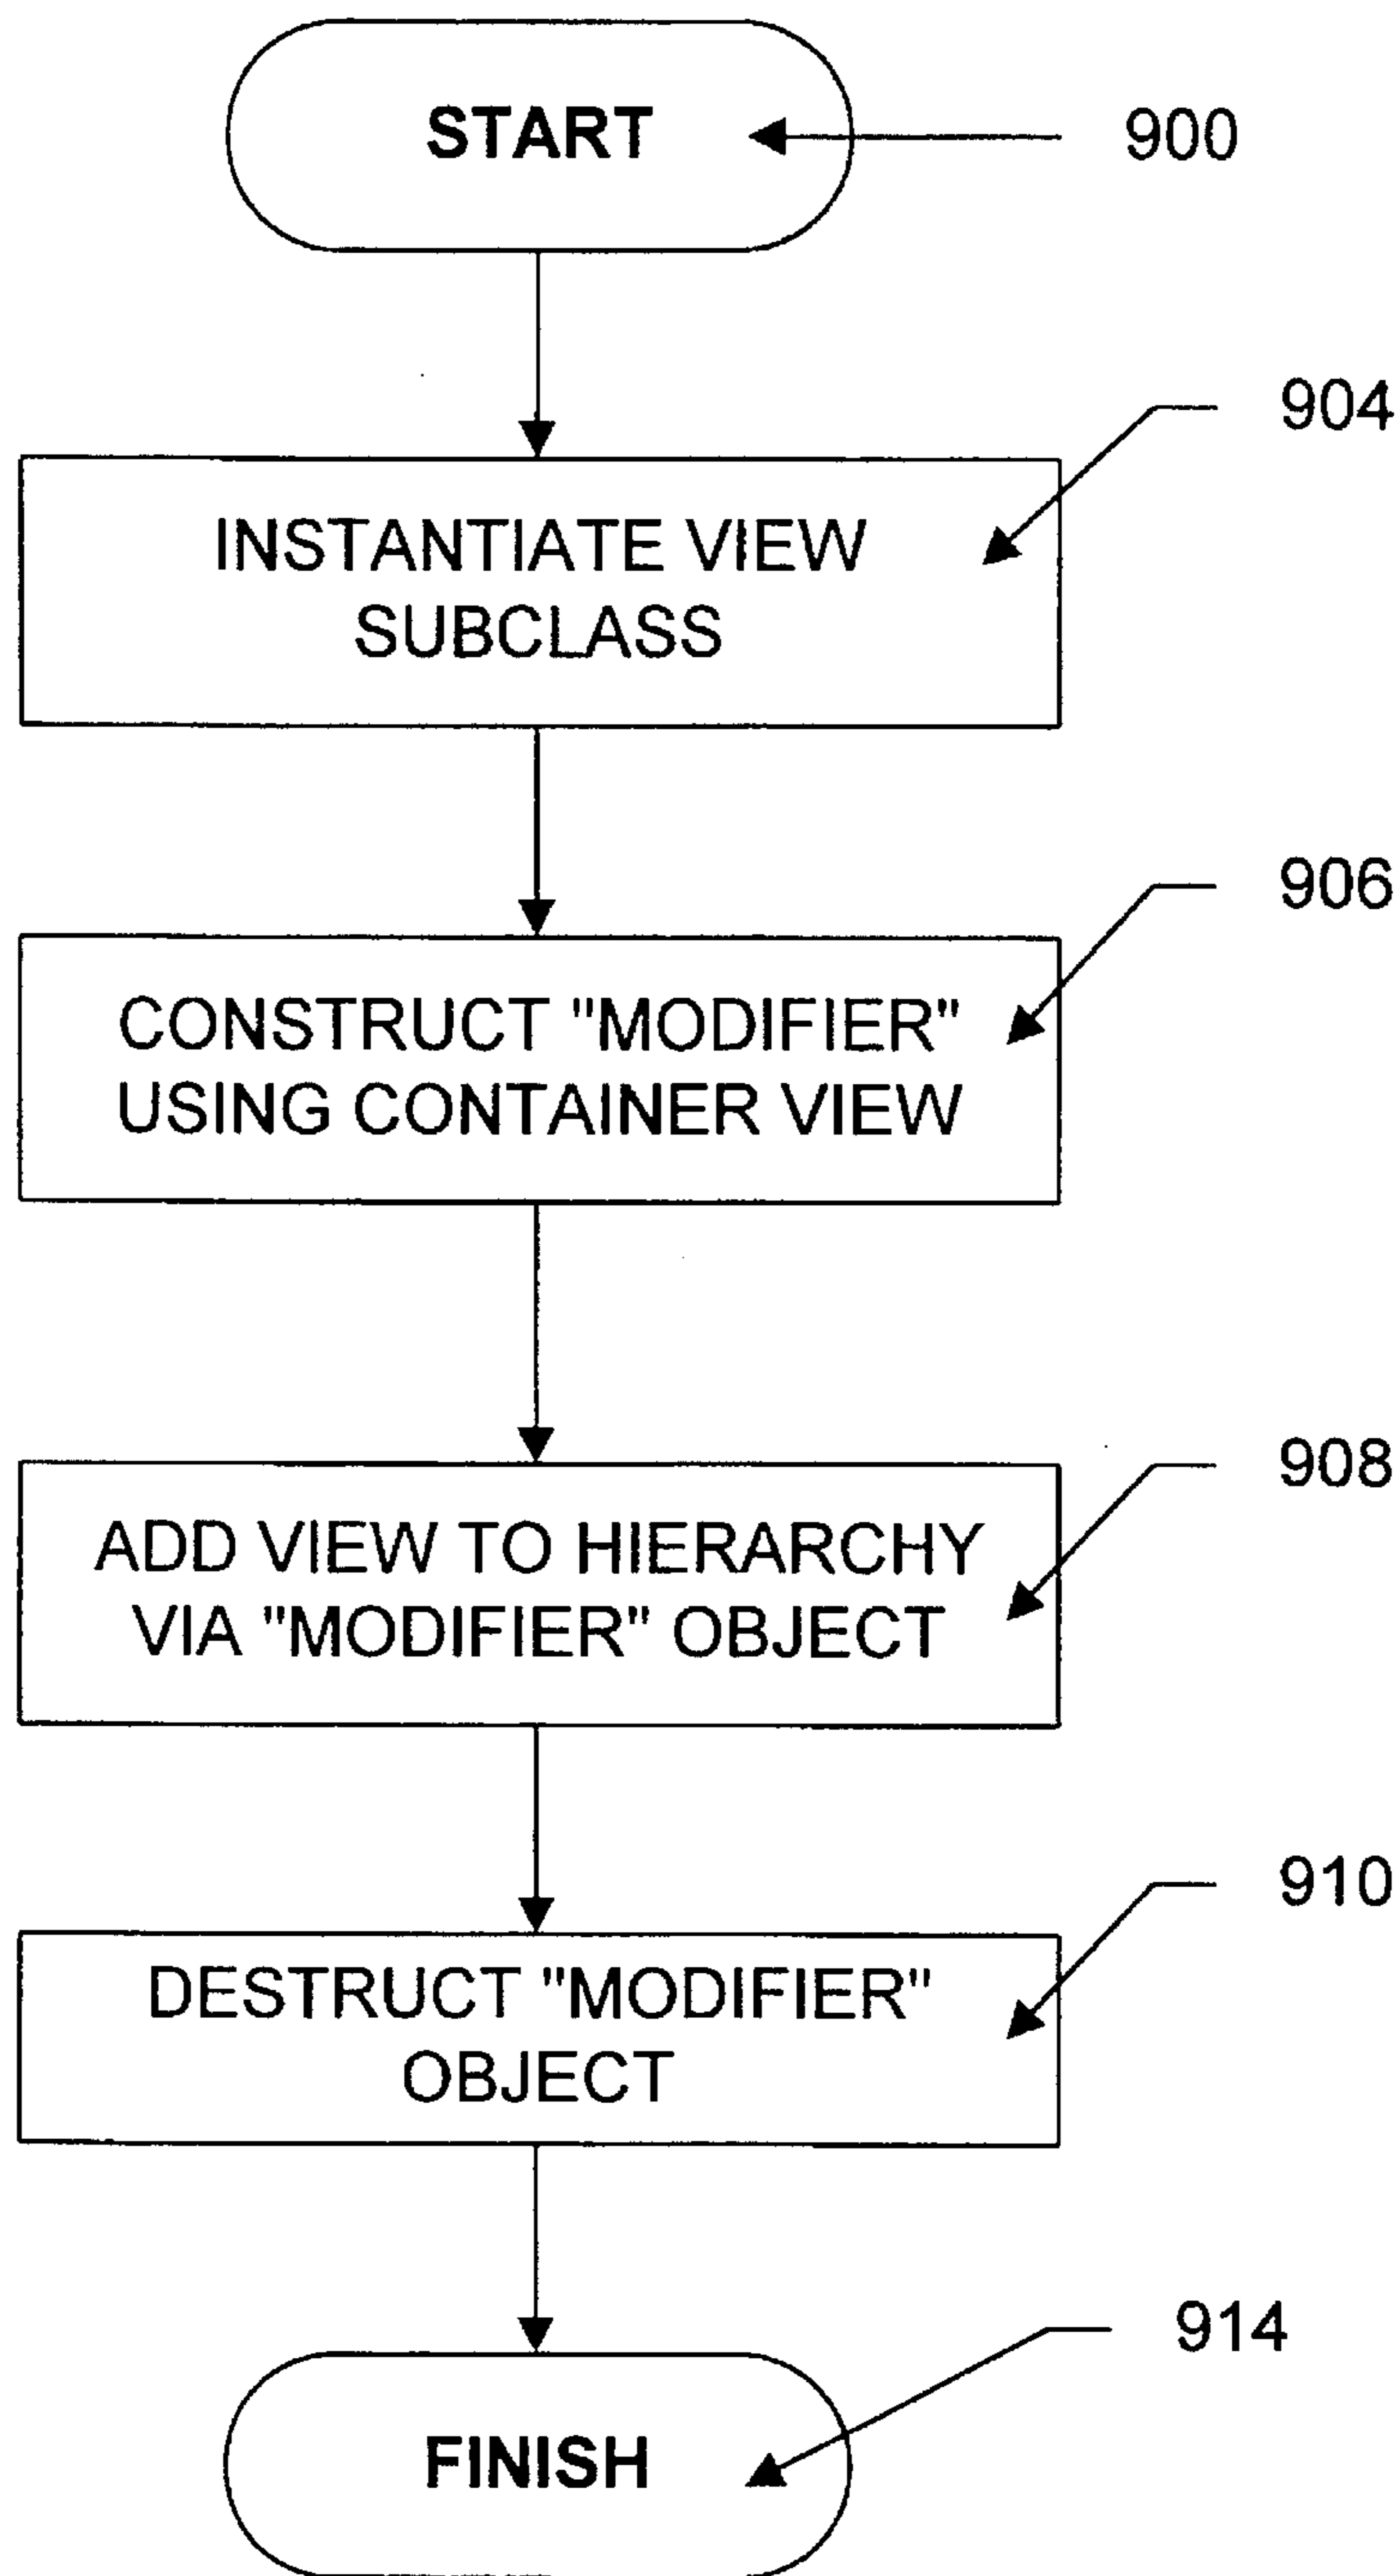 START
900
904
INSTANTIATE VIEW
SUBCLASS
906
CONSTRUCT "MODIFIER"
USING CONTAINER VIEW
908
ADD VIEW TO HIERARCHY
VIA "MODIFIER" OBJECT
910
DESTRUCT "MODIFIER"
OBJECT
914
FINISH